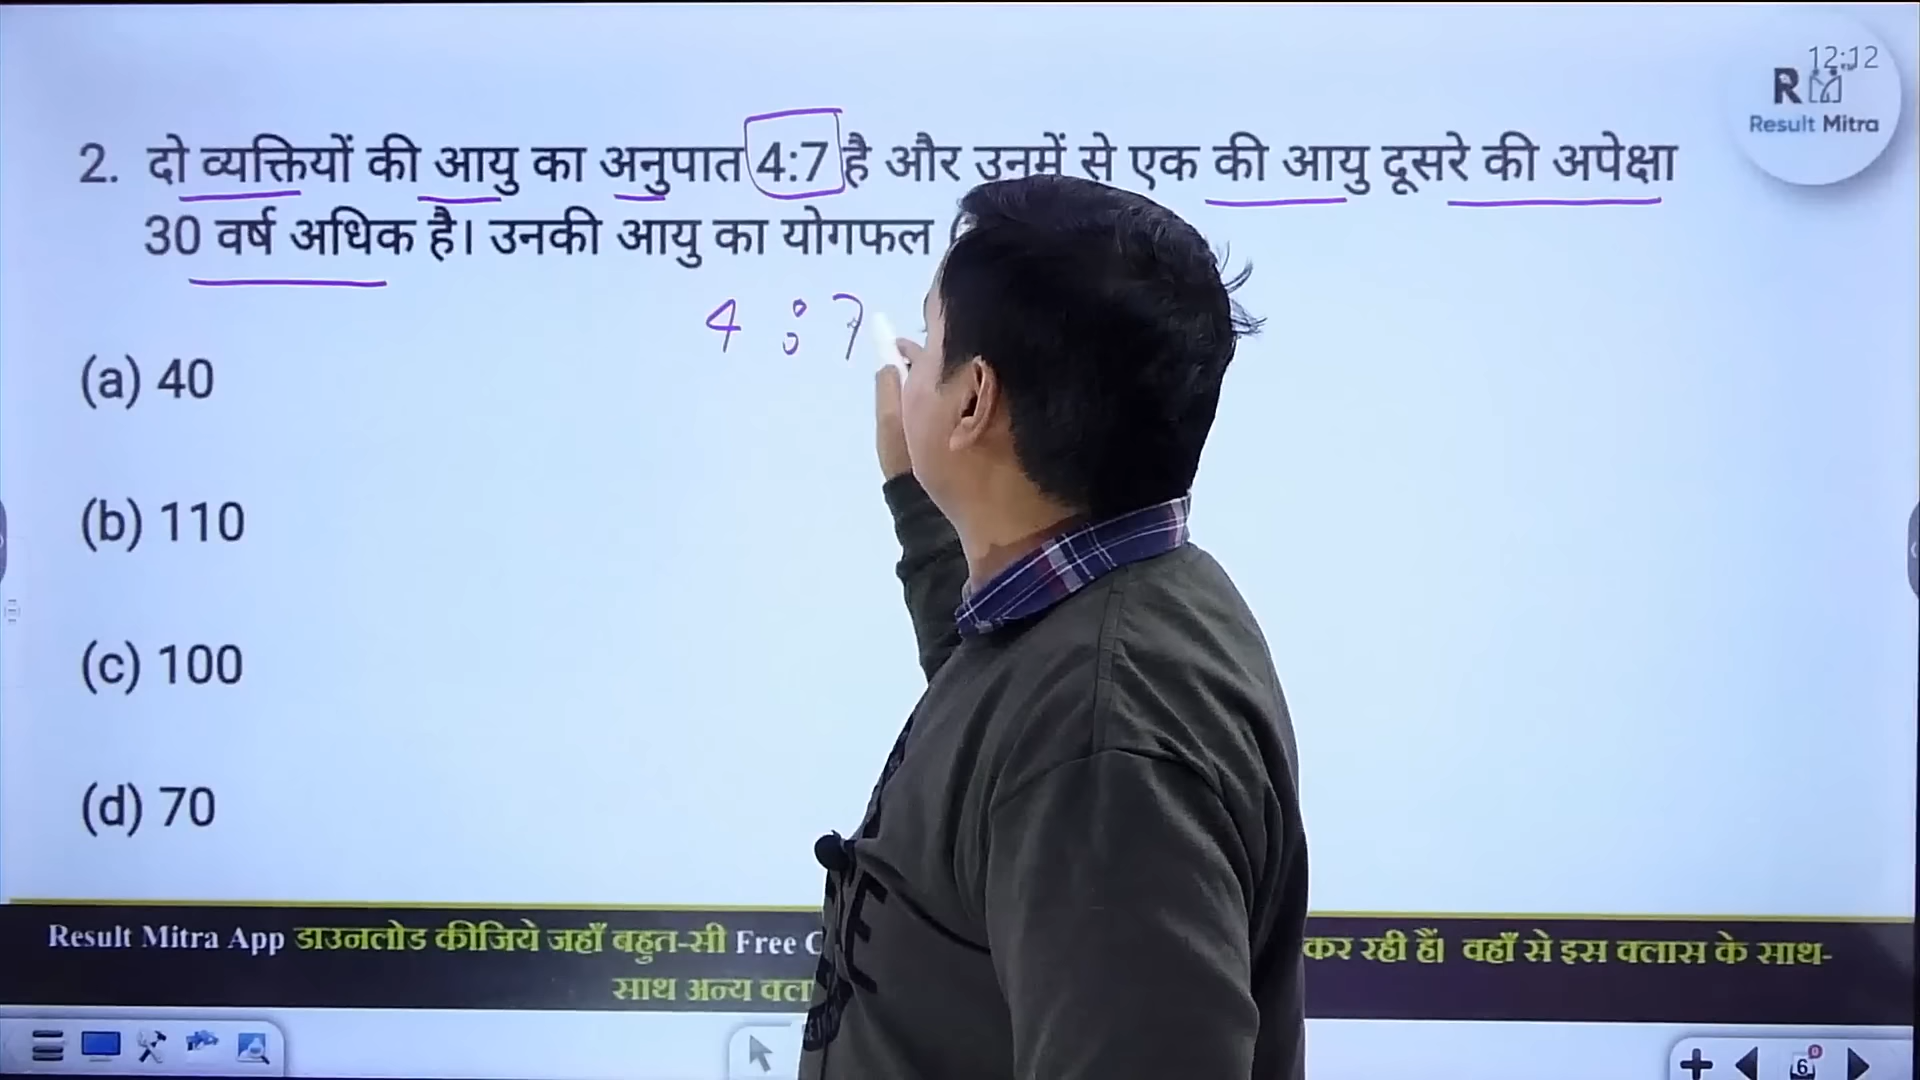 12:12
R
Result Mitra
2. दो व्यक्तियों की आयु का अनुपात 4:7 है और उनमें से एक की आयु दूसरे की अपेक्षा
30 वर्ष अधिक है। उनकी आयु का योगफल
4 : 7
(a) 40
(b) 110
(c) 100
(d) 70
Result Mitra App डाउनलोड कीजिये जहाँ बहुत-सी Free कर रही हैं। वहाँ से इस क्लास के साथ-
साथ अन्य
6